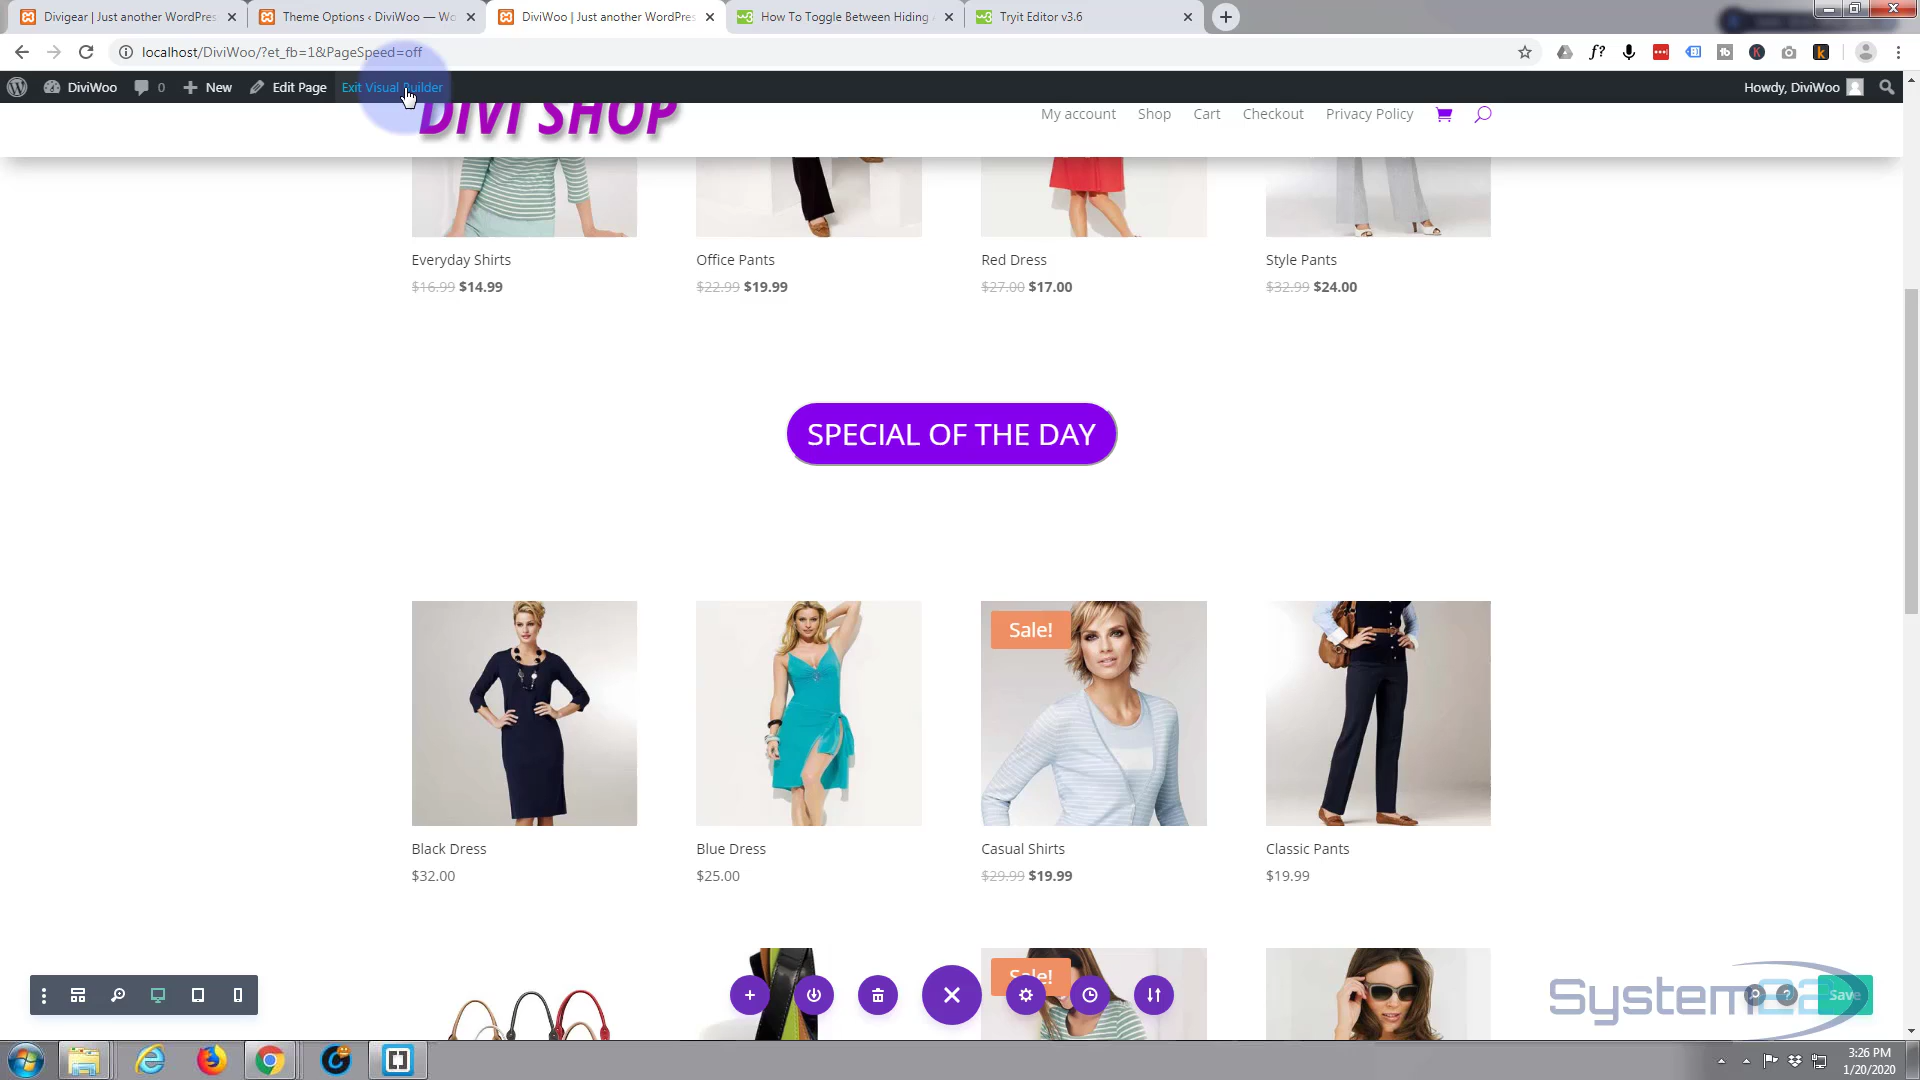 Divigear | Just another WordPres
Theme Options ‹ DiviWoo — Wo
DiviWoo | Just another WordPres
How To Toggle Between Hiding
Tryit Editor v3.6
localhost/DiviWoo/?et_fb=1&PageSpeed=off
DiviWoo
0
New
Edit Page
Exit Visual Builder
Howdy, DiviWoo
DIVI SHOP
My account
Shop
Cart
Checkout
Privacy Policy
Everyday Shirts
Office Pants
Red Dress
Style Pants
$16.99 $14.99
$22.99 $19.99
$27.00 $17.00
$32.99 $24.00
SPECIAL OF THE DAY
Sale!
Black Dress
Blue Dress
Casual Shirts
Classic Pants
$32.00
$25.00
$29.99 $19.99
$19.99
Sale!
System22
Save
3:26 PM
1/20/2020